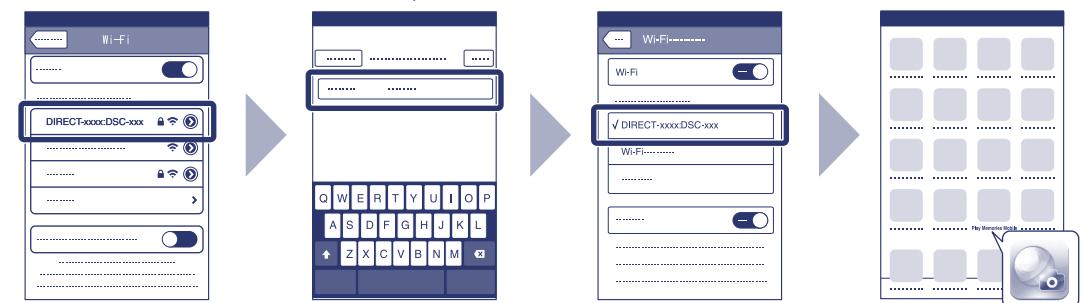 Wi-Fi
DIRECT-xxxx:DSC-xxx
Q W E R T Y U I O P
A S D F G H J K L
Z X C V B N M
Wi-Fi
Wi-Fi
√ DIRECT-xxxx:DSC-xxx
Wi-Fi
Play Memories Mobile